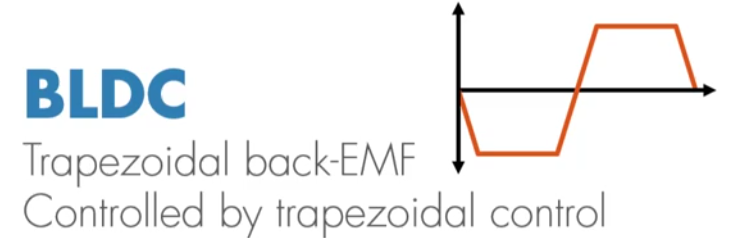 BLDC
Trapezoidal back-EMF
Controlled by trapezoidal control